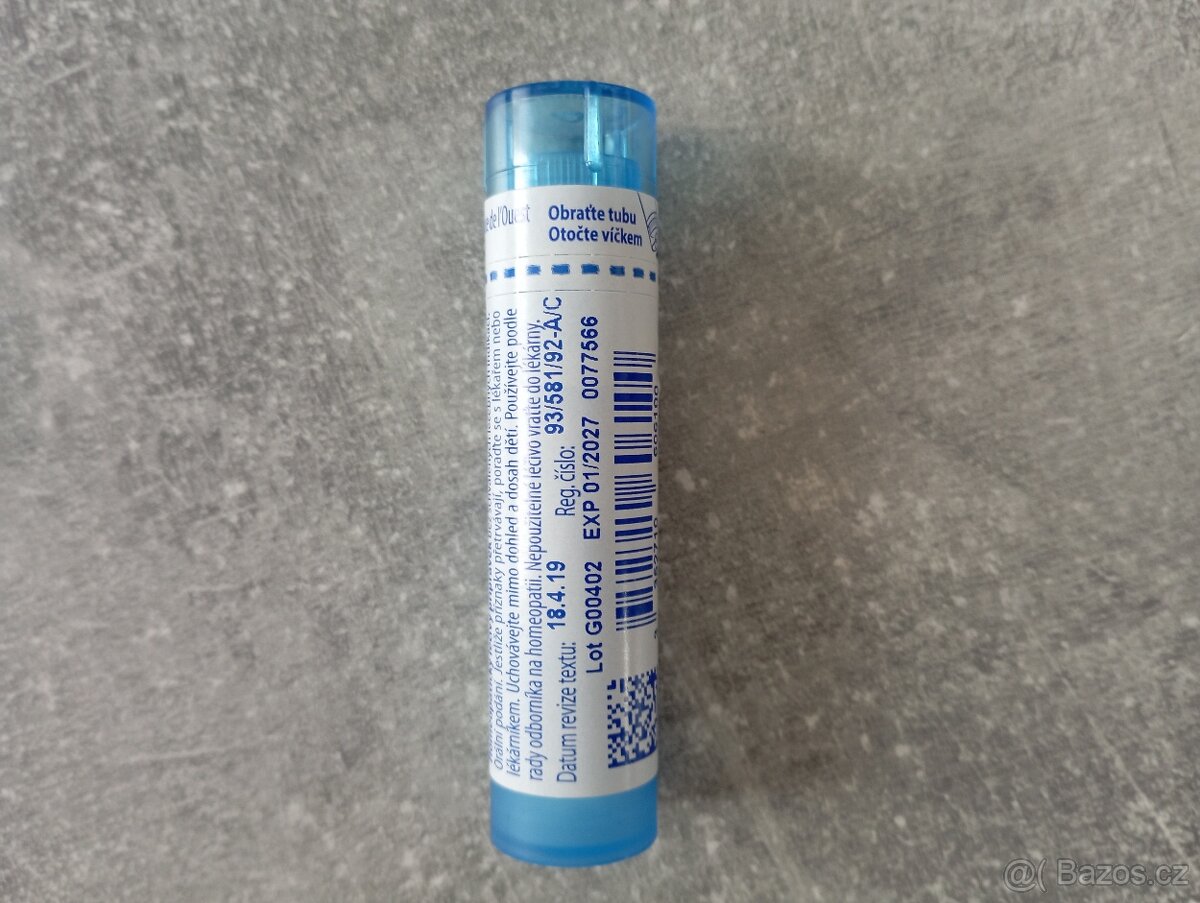 de l'Ouest
Obraťte tubu
Otočte víčkem
Orální podání. Jestliže příznaky přetrvávají, poraďte se s lékařem nebo
lékárníkem. Uchovávejte mimo dohled a dosah dětí. Používejte podle
rady odborníka na homeopatii. Nepoužitelné léčivo vraťte do lékárny.
Datum revize textu: 18.4.19 Reg. číslo: 93/581/92-A/C
Lot G00402 EXP 01/2027 0077566
@( Bazos.cz